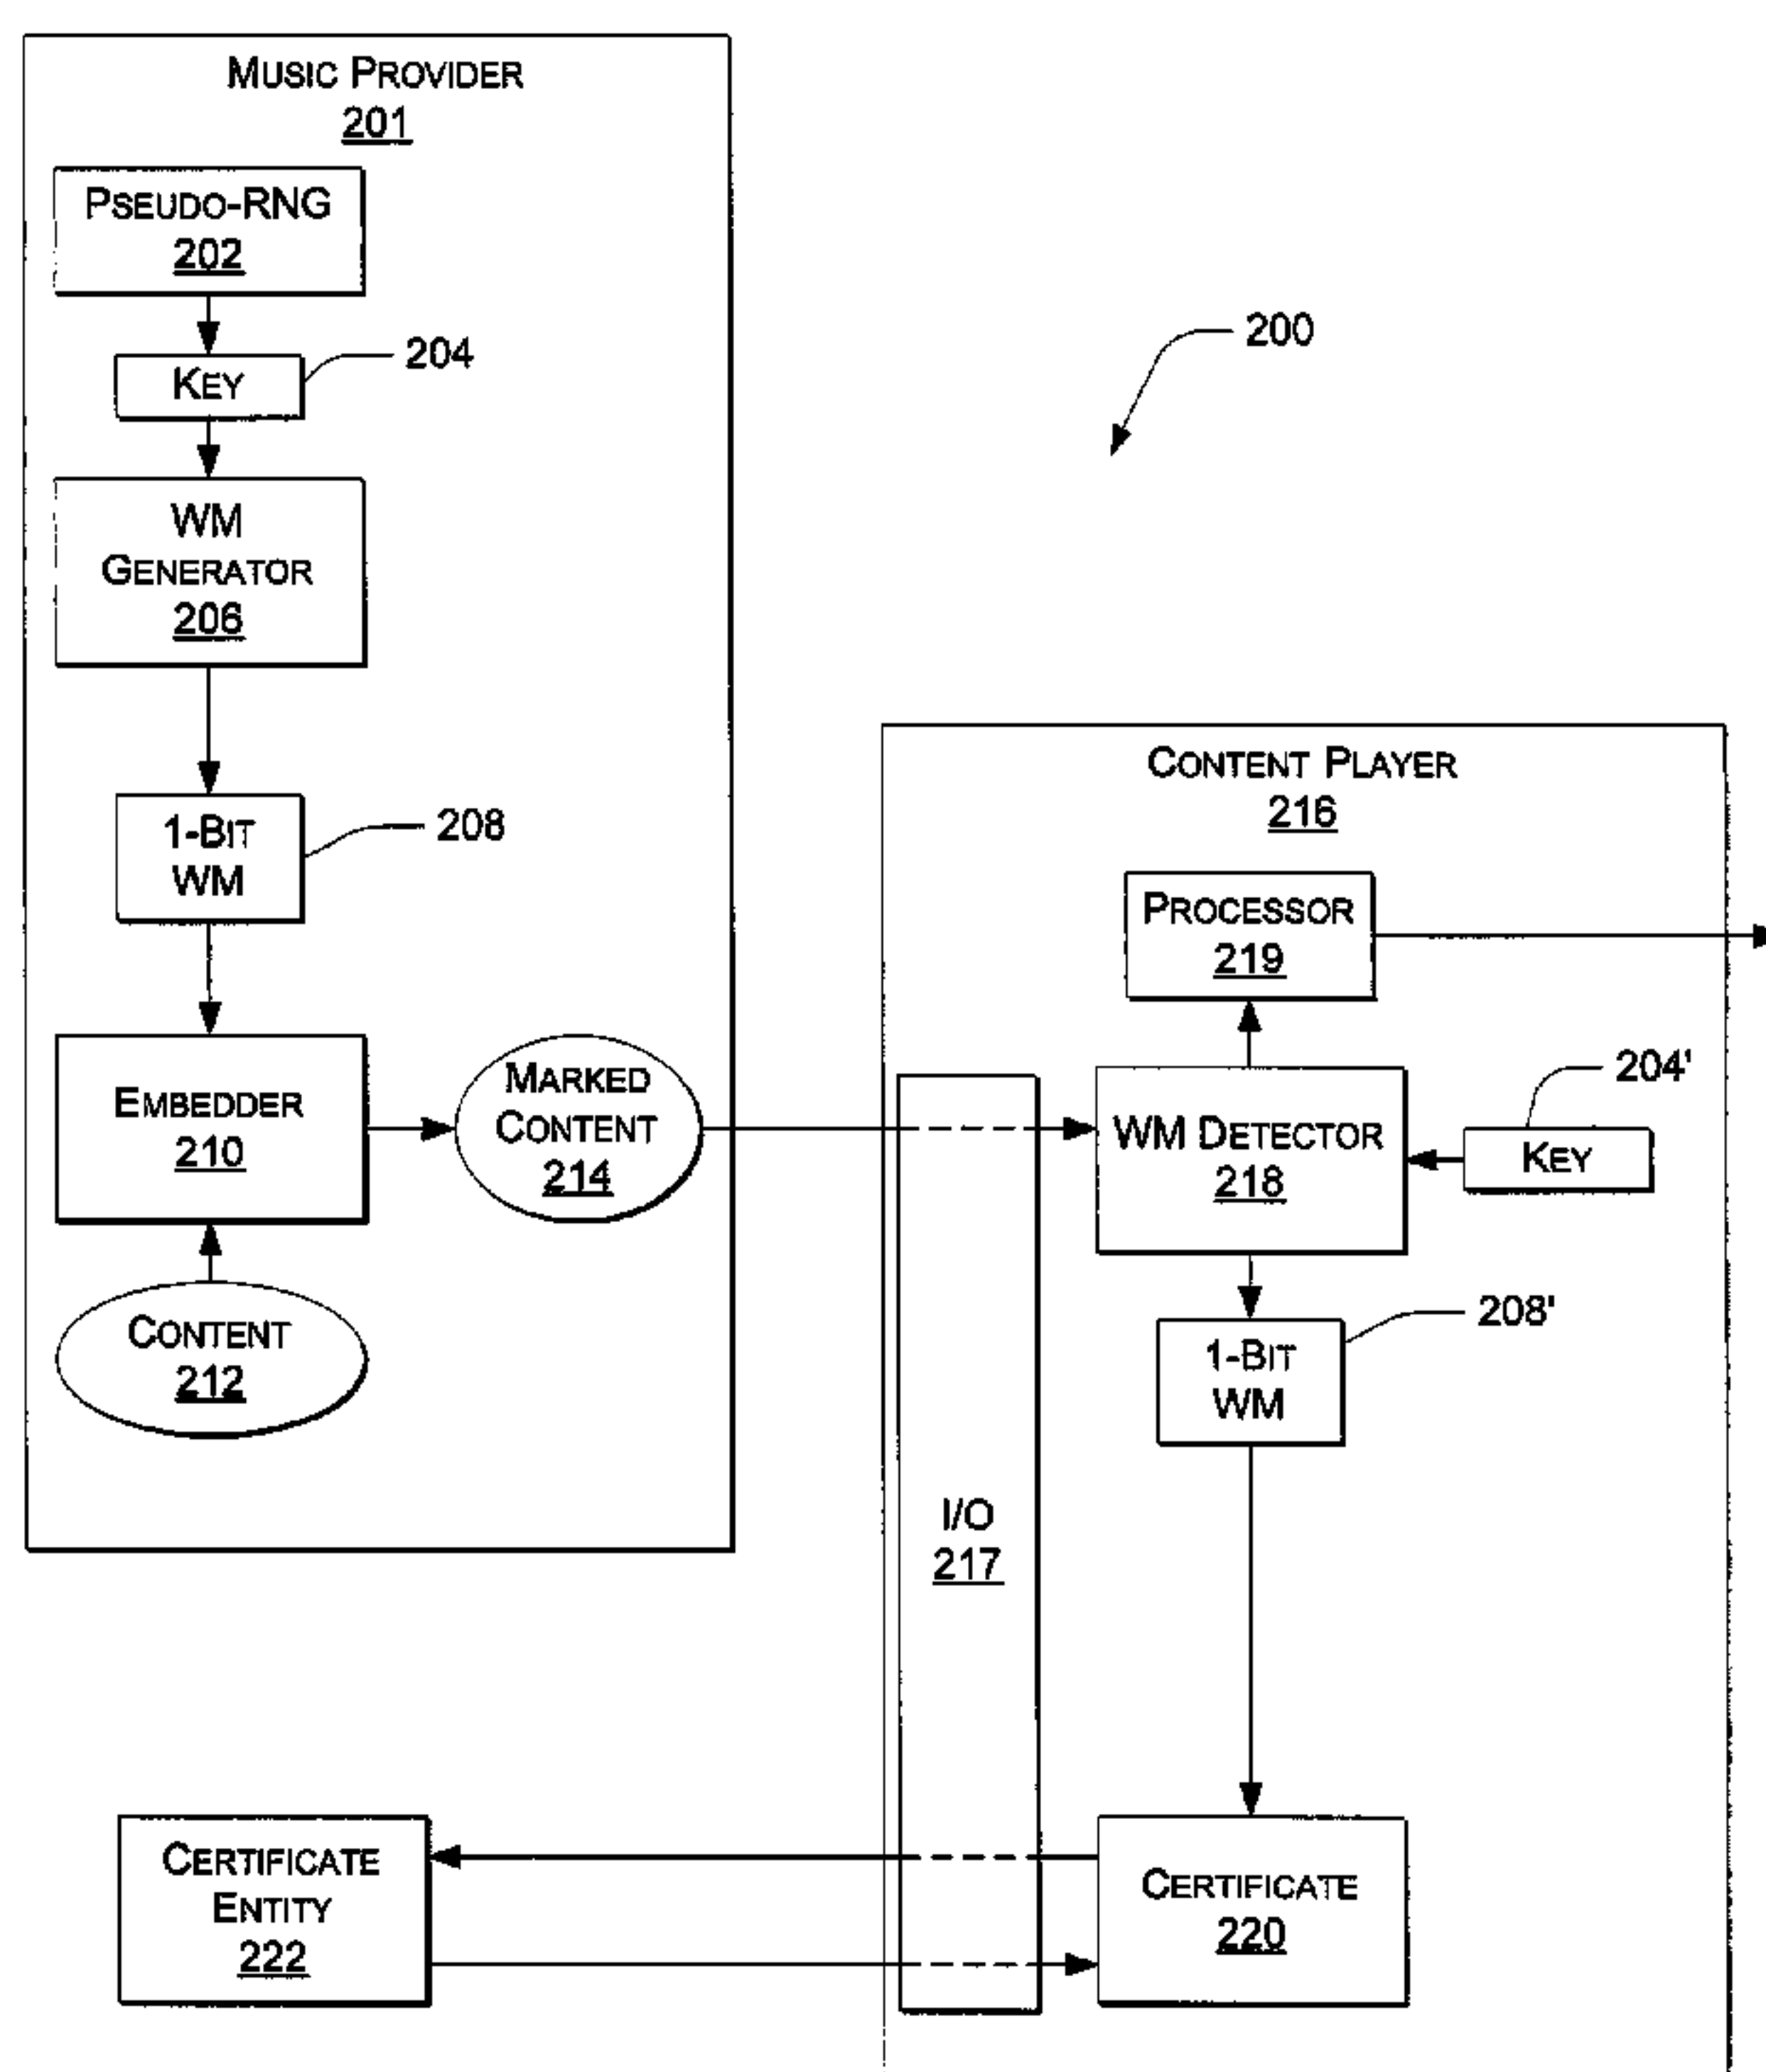 MUSIC PROVIDER
201
PSEUDO-RNG
202
204
KEY
WM
GENERATOR
206
1-BIT
WM
208
EMBEDDER
210
MARKED
CONTENT
214
CONTENT
212
200
CONTENT PLAYER
216
PROCESSOR
219
204'
WM DETECTOR
218
KEY
208'
1-BIT
WM
I/O
217
CERTIFICATE
ENTITY
222
CERTIFICATE
220